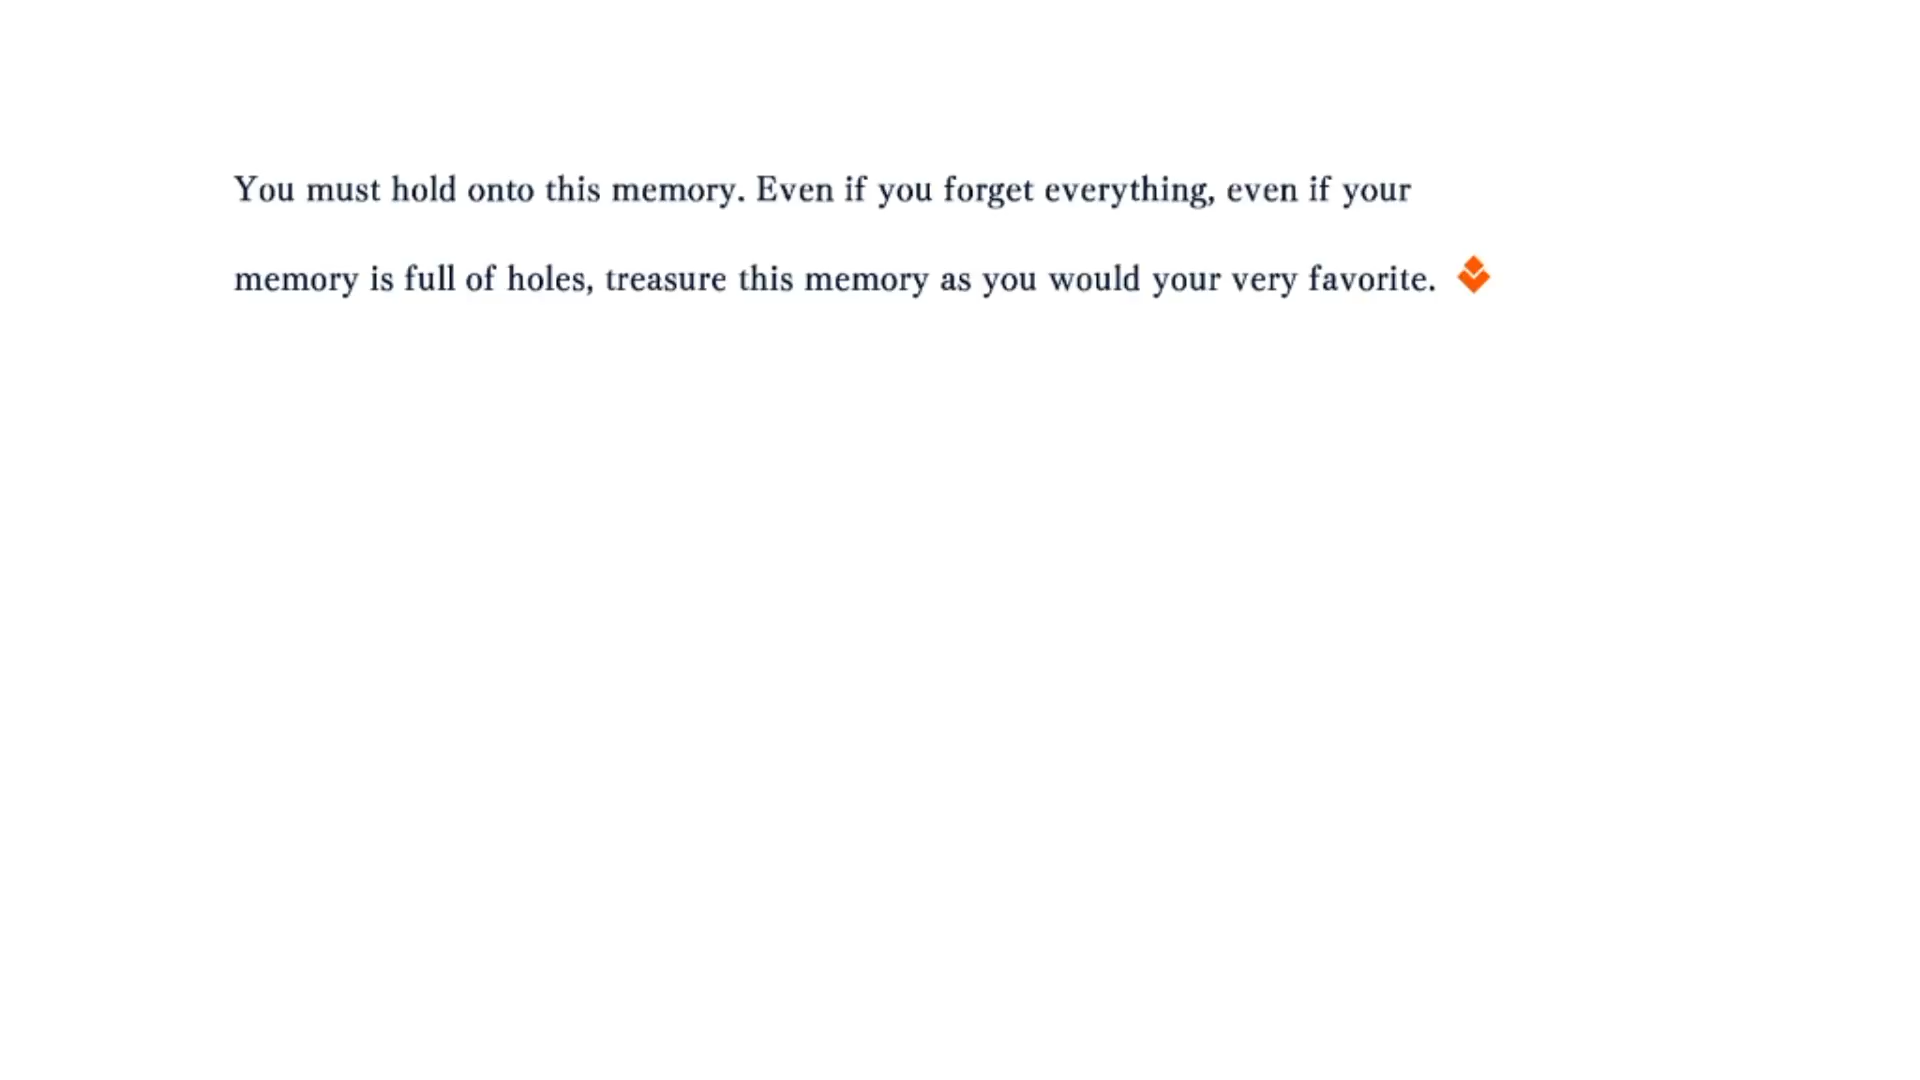 You must hold onto this memory. Even if you forget everything, even if your
memory is full of holes, treasure this memory as you would your very favorite.